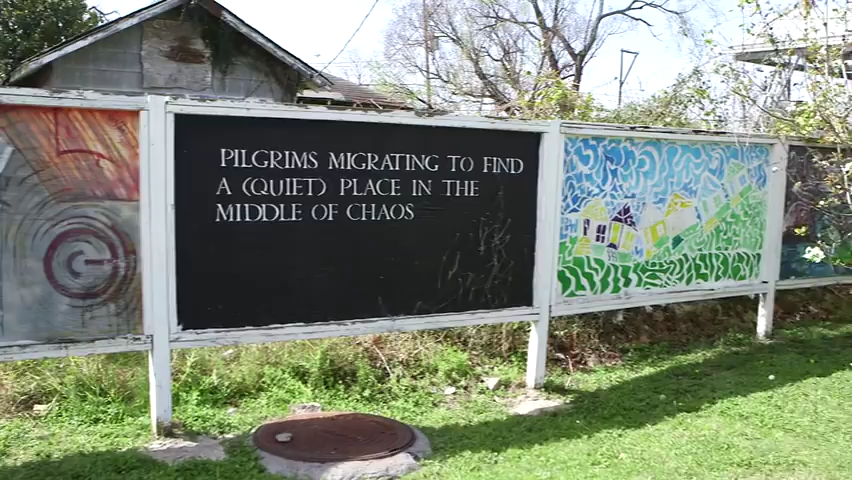 PILGRIMS MIGRATING TO FIND
A (QUIET) PLACE IN THE
MIDDLE OF CHAOS